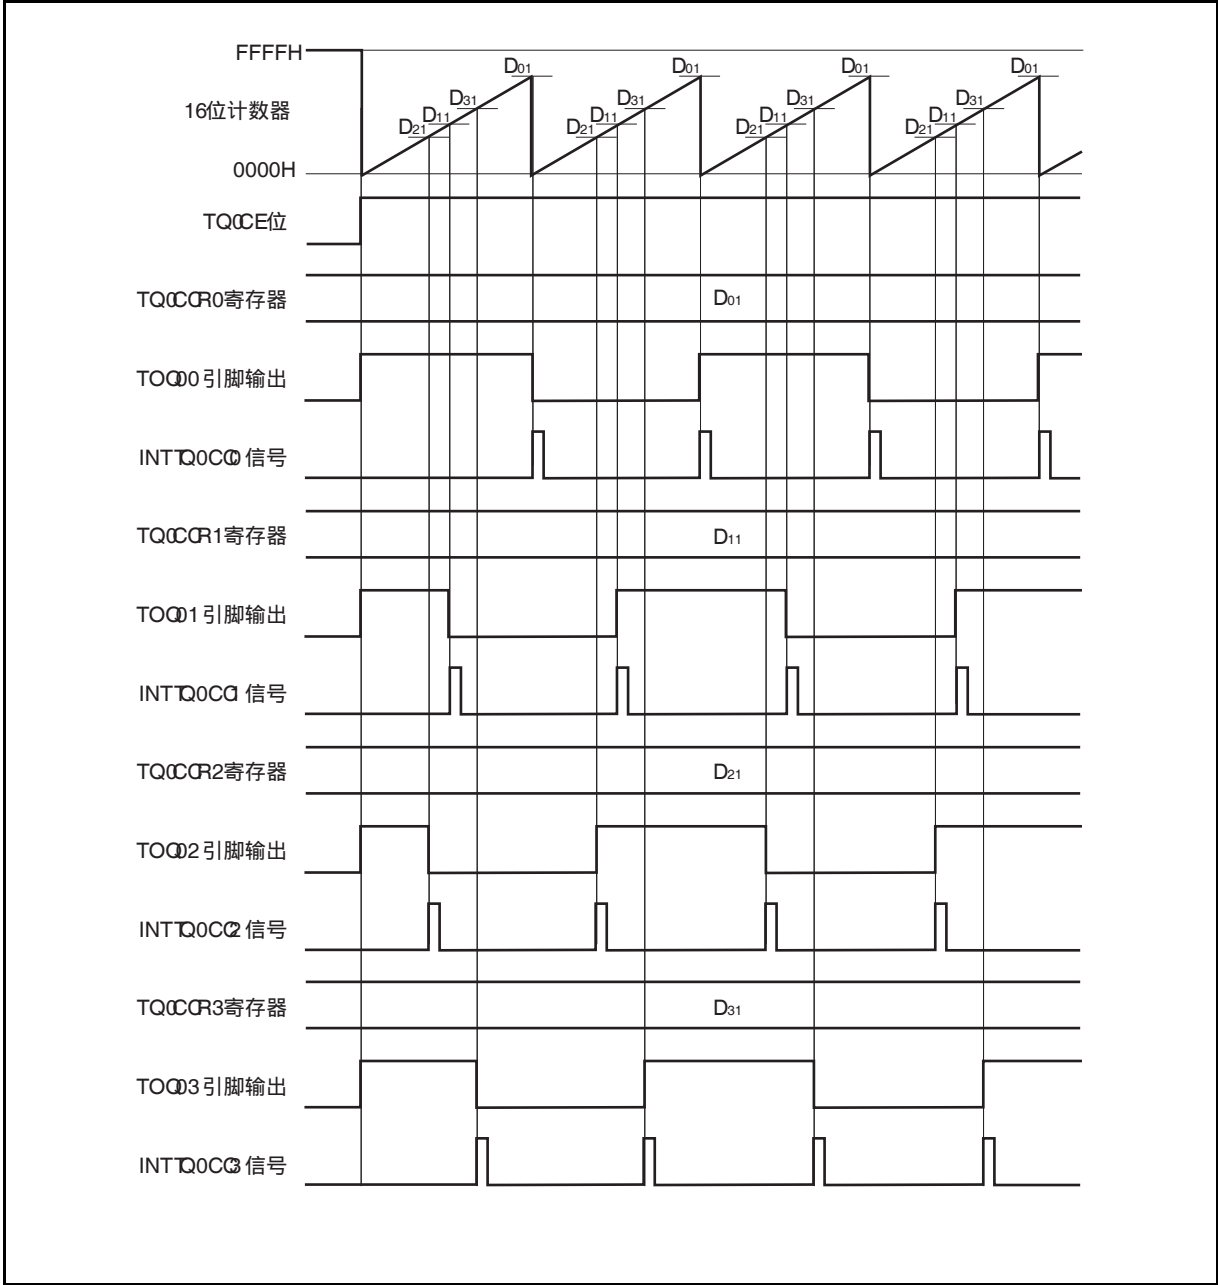 FFFFH
D01 D01 D01 D01
16位计数器
D31 D31 D31 D31
D11 D11 D11 D11
D21 D21 D21 D21
0000H
TQ0CE位
TQ0CCR0寄存器 D01
TOQ00引脚输出
INTTQ0CC0信号
TQ0CCR1寄存器 D11
TOQ01引脚输出
INTTQ0CC1信号
TQ0CCR2寄存器 D21
TOQ02引脚输出
INTTQ0CC2信号
TQ0CCR3寄存器 D31
TOQ03引脚输出
INTTQ0CC3信号